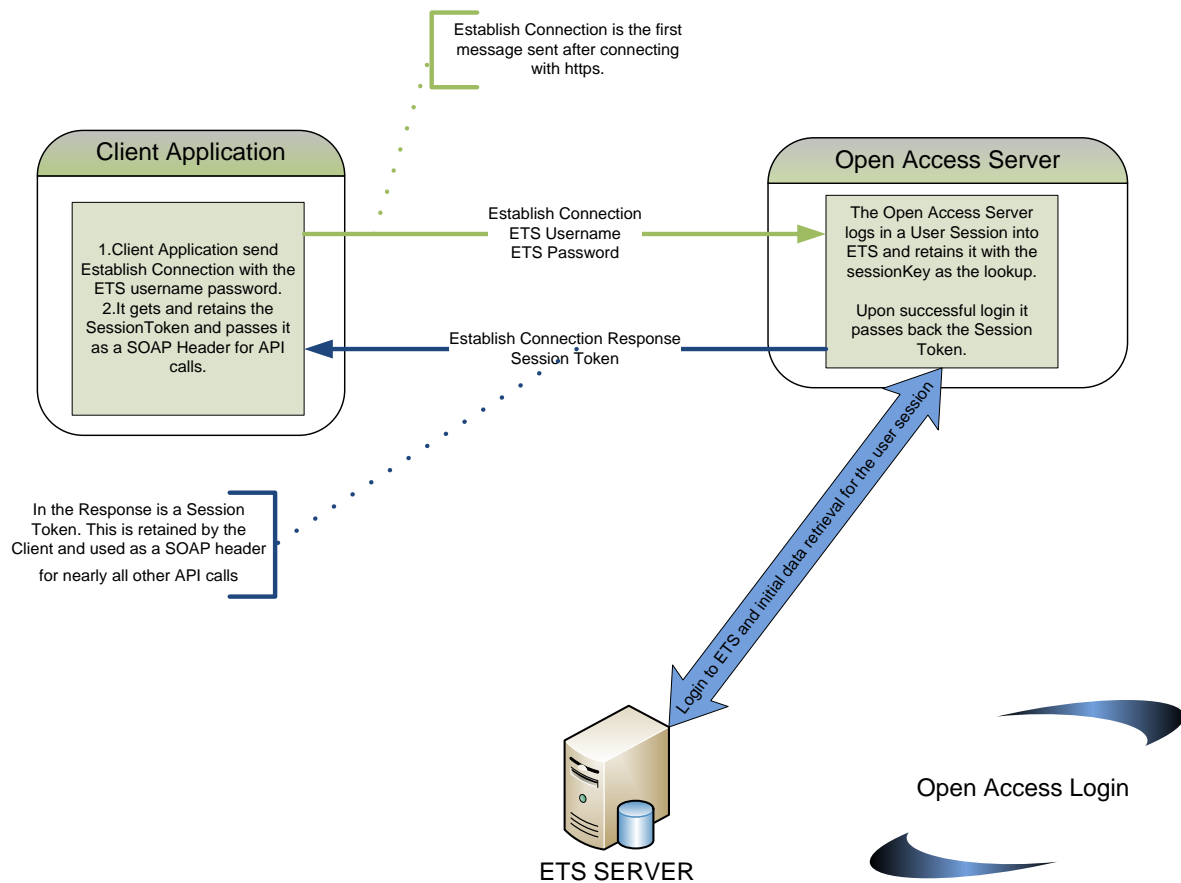 Establish Connection is the first
message sent after connecting
with https.
Client Application
1.Client Application send
Establish Connection with the
ETS username password.
2.It gets and retains the
SessionToken and passes it
as a SOAP Header for API
calls.
Establish Connection
ETS Username
ETS Password
Establish Connection Response
Session Token
Open Access Server
The Open Access Server
logs in a User Session into
ETS and retains it with the
sessionKey as the lookup.
Upon successful login it
passes back the Session
Token.
In the Response is a Session
Token. This is retained by the
Client and used as a SOAP header
for nearly all other API calls
Login to ETS and initial data retrieval for the user session
ETS SERVER
Open Access Login